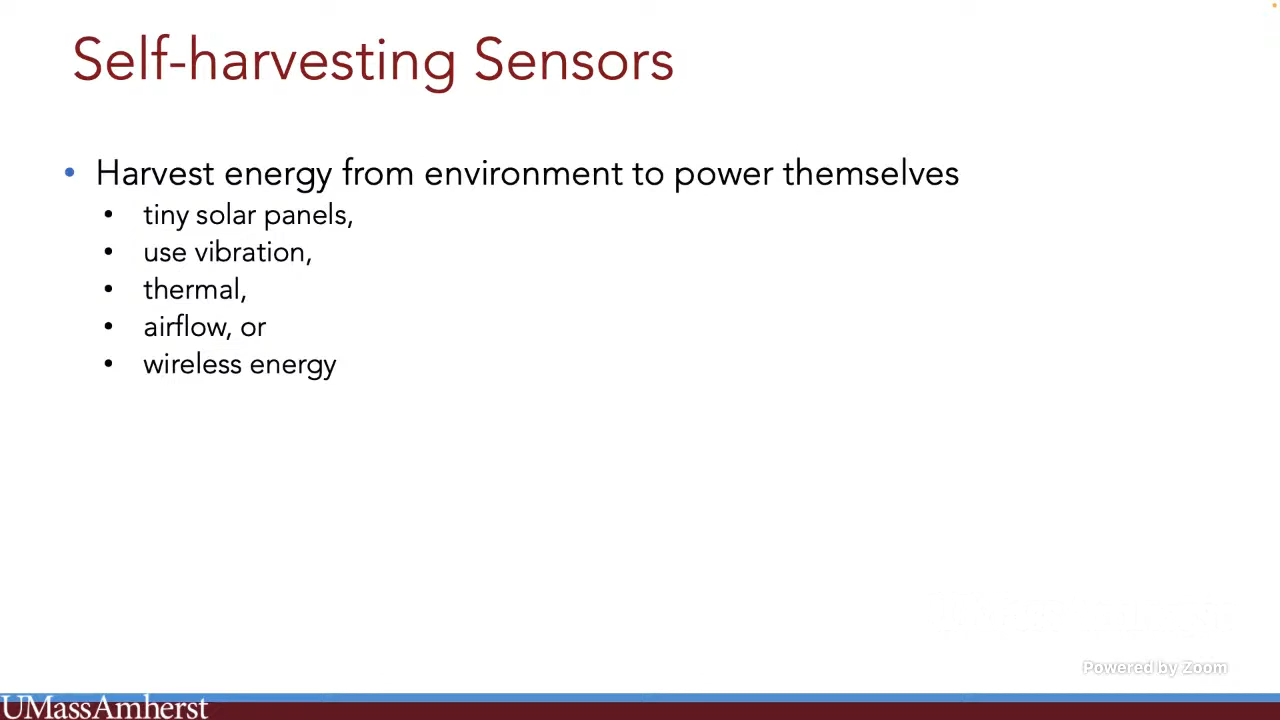 Self-harvesting Sensors
• Harvest energy from environment to power themselves
• tiny solar panels,
• use vibration,
• thermal,
• airflow, or
• wireless energy
Powered by Zoom
UMassAmherst